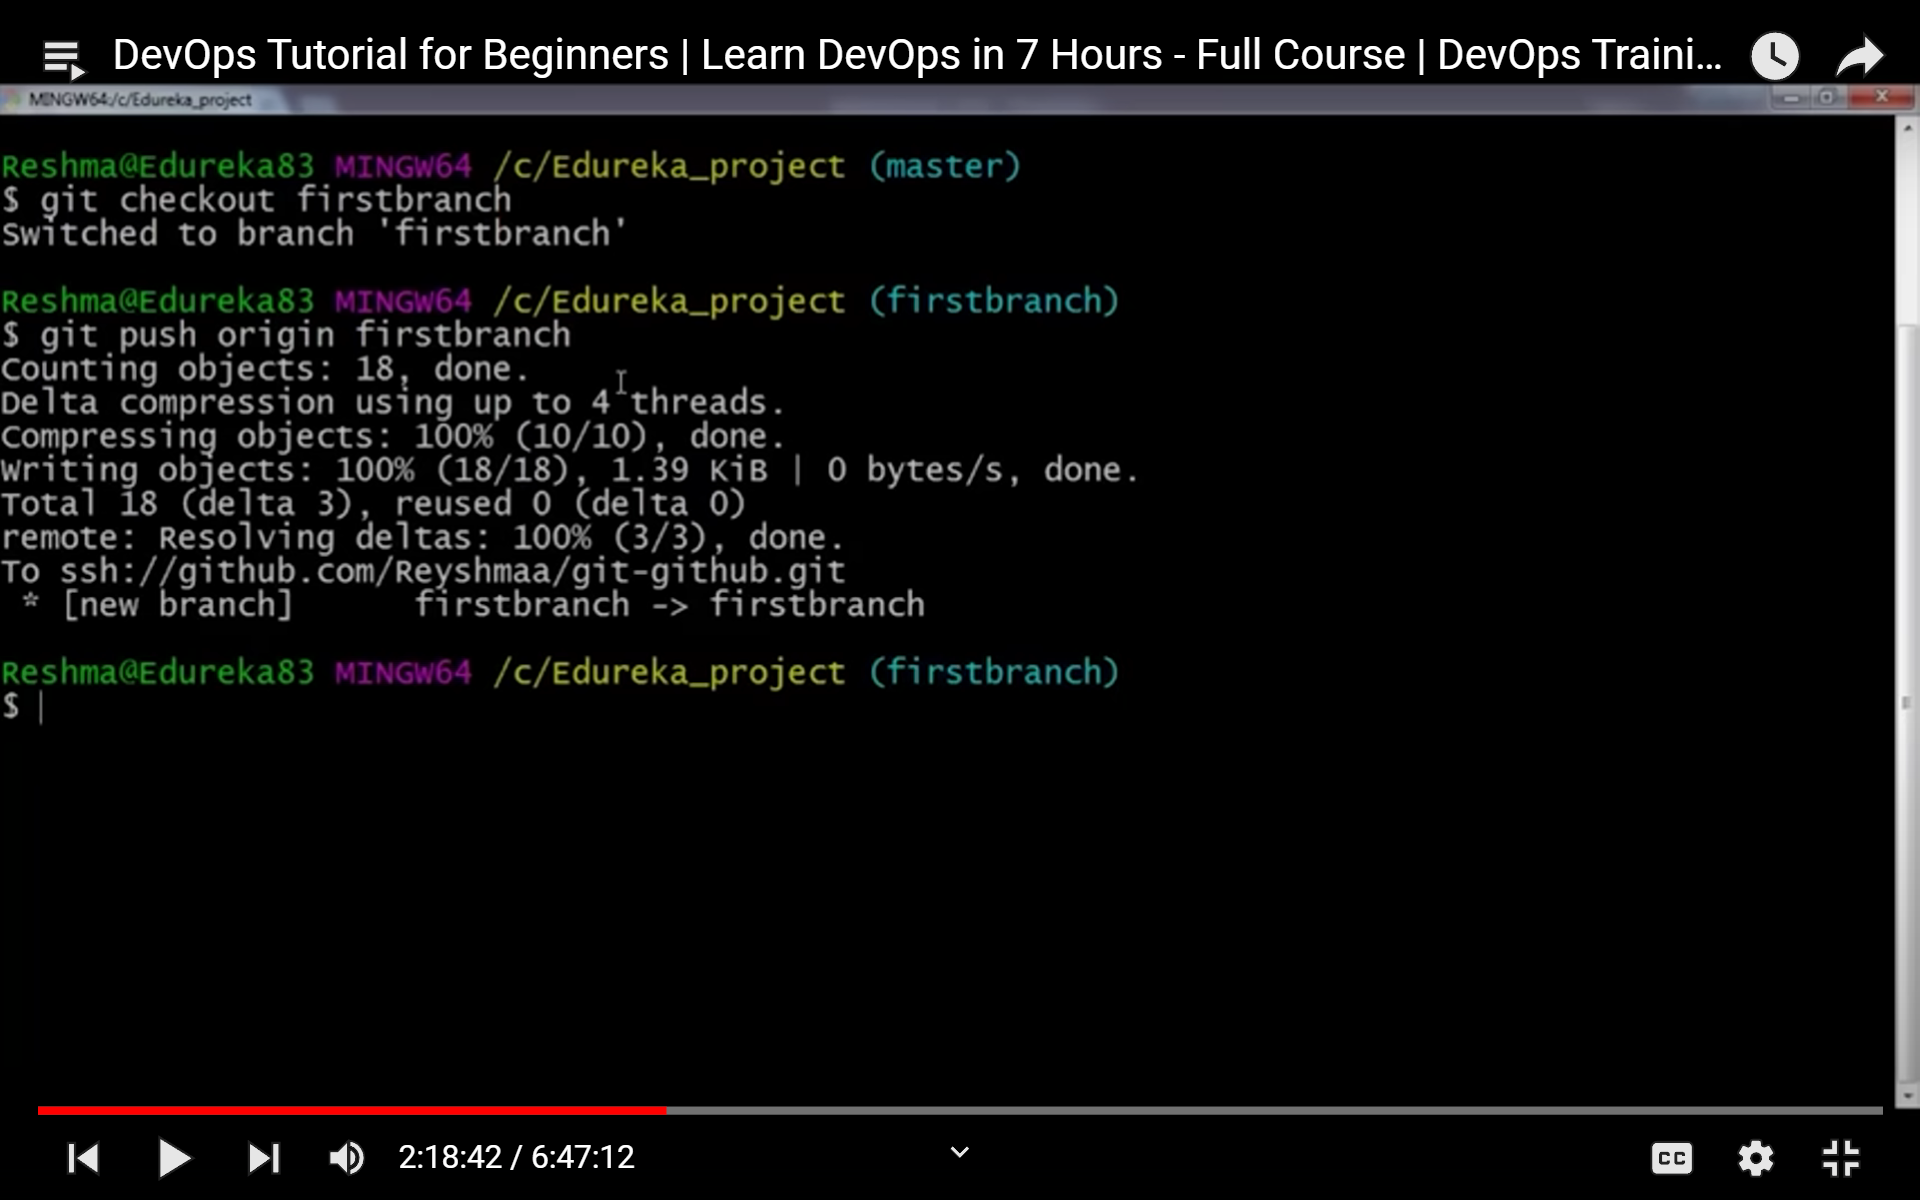 DevOps Tutorial for Beginners | Learn DevOps in 7 Hours - Full Course | DevOps Traini...
MINGW64:/c/Edureka_project
Reshma@Edureka83 MINGW64 /c/Edureka_project (master)
$ git checkout firstbranch
Switched to branch 'firstbranch'
Reshma@Edureka83 MINGW64 /c/Edureka_project (firstbranch)
$ git push origin firstbranch
Counting objects: 18, done.
Delta compression using up to 4 threads.
Compressing objects: 100% (10/10), done.
Writing objects: 100% (18/18), 1.39 KiB | 0 bytes/s, done.
Total 18 (delta 3), reused 0 (delta 0)
remote: Resolving deltas: 100% (3/3), done.
To ssh://github.com/Reyshmaa/git-github.git
 * [new branch]      firstbranch -> firstbranch
Reshma@Edureka83 MINGW64 /c/Edureka_project (firstbranch)
$
2:18:42 / 6:47:12
CC